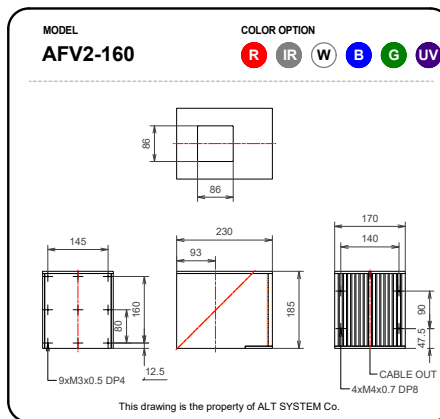 MODEL
COLOR OPTION
AFV2-160
R IR W B G UV
86
86
230
93
185
145
160
80
12.5
9xM3x0.5 DP4
170
140
90
47.5
CABLE OUT
4xM4x0.7 DP8
This drawing is the property of ALT SYSTEM Co.